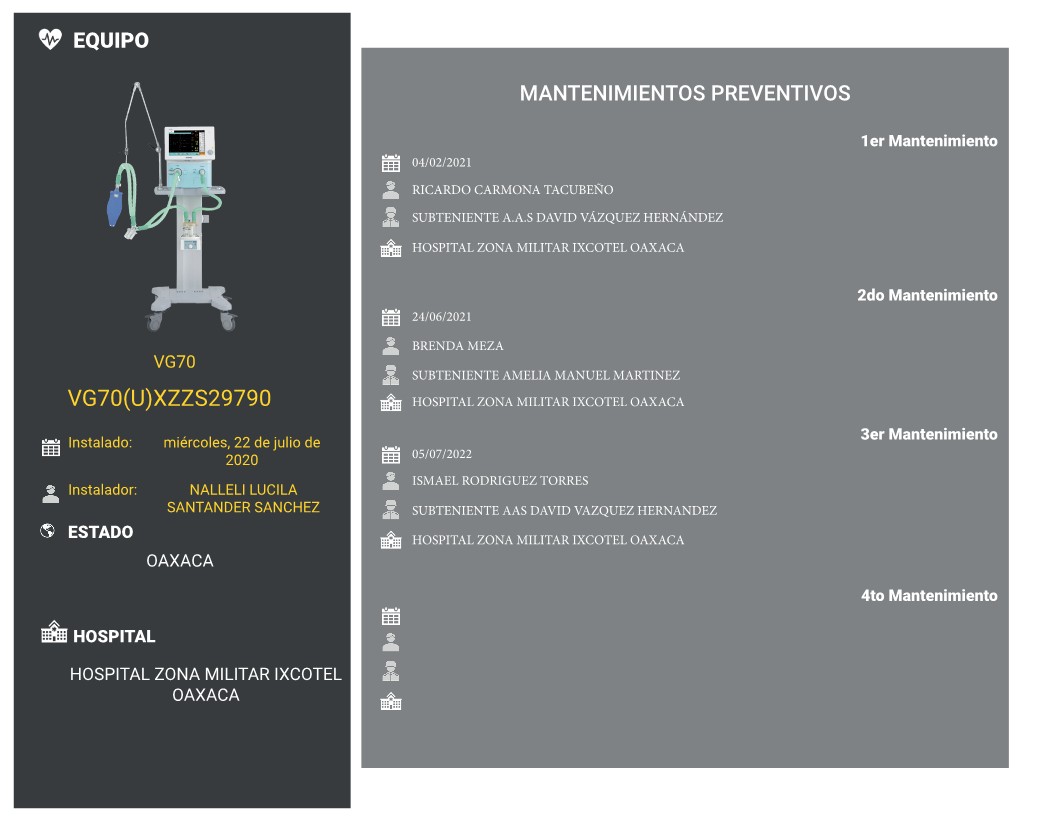 EQUIPO
VG70
VG70(U)XZZS29790
Instalado: miércoles, 22 de julio de
2020
Instalador: NALLELI LUCILA
SANTANDER SANCHEZ
ESTADO
OAXACA
HOSPITAL
HOSPITAL ZONA MILITAR IXCOTEL
OAXACA
MANTENIMIENTOS PREVENTIVOS
1er Mantenimiento
04/02/2021
RICARDO CARMONA TACUBEÑO
SUBTENIENTE A.A.S DAVID VÁZQUEZ HERNÁNDEZ
HOSPITAL ZONA MILITAR IXCOTEL OAXACA
2do Mantenimiento
24/06/2021
BRENDA MEZA
SUBTENIENTE AMELIA MANUEL MARTINEZ
HOSPITAL ZONA MILITAR IXCOTEL OAXACA
3er Mantenimiento
05/07/2022
ISMAEL RODRIGUEZ TORRES
SUBTENIENTE AAS DAVID VAZQUEZ HERNANDEZ
HOSPITAL ZONA MILITAR IXCOTEL OAXACA
4to Mantenimiento